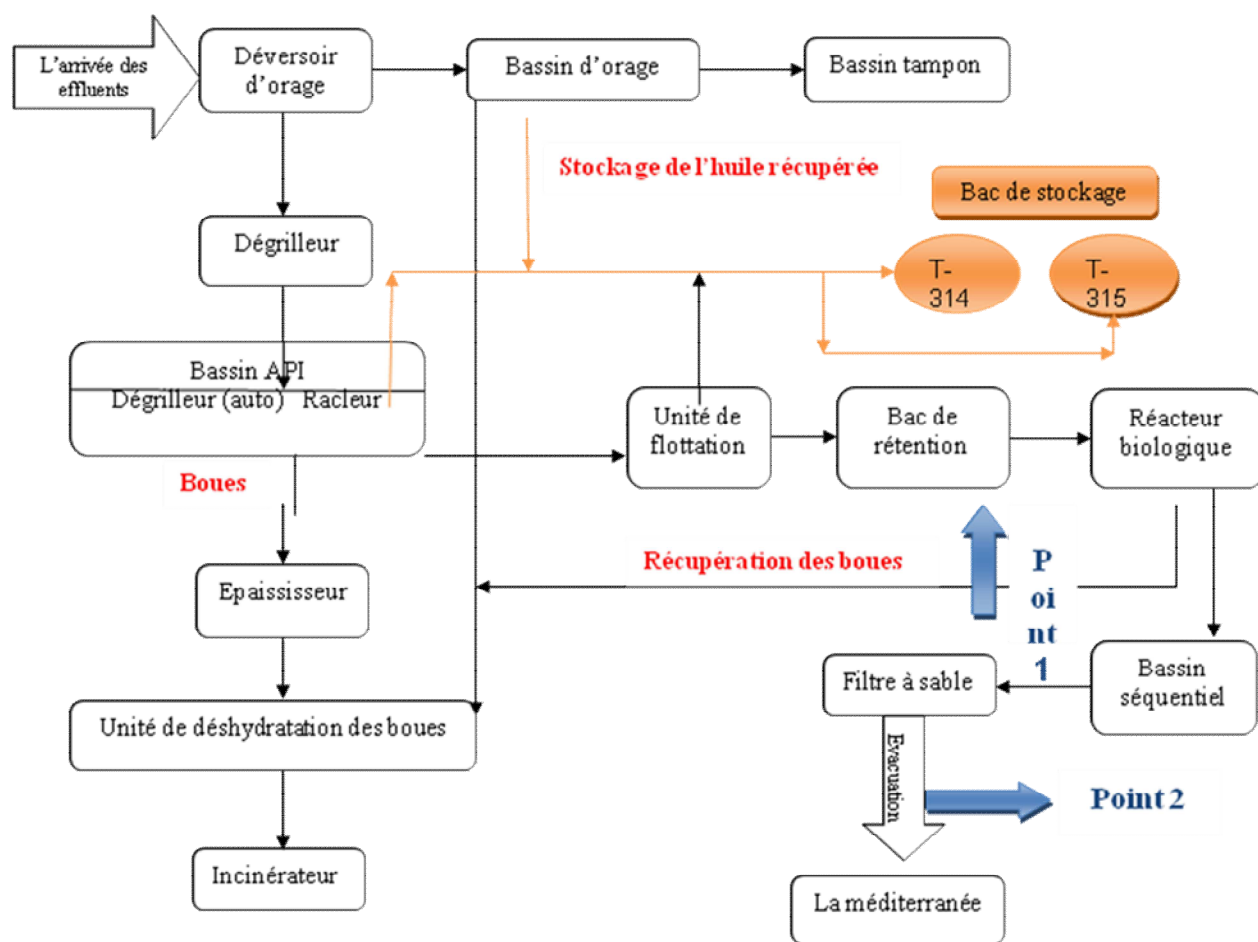 L'arrivée des
effluents
Déversoir
d'orage
Bassin d'orage
Bassin tampon
Stockage de l'huile récupérée
Bac de stockage
Dégrilleur
T-
314
T-
315
Bassin API
Dégrilleur (auto) Racleur
Unité de
flottation
Bac de
rétention
Réacteur
biologique
Boues
Récupération des boues
P
oi
nt
1
Epaississeur
Filtre à sable
Bassin
séquentiel
Unité de déshydratation des boues
Evacuation
Point 2
Incinérateur
La méditerranée